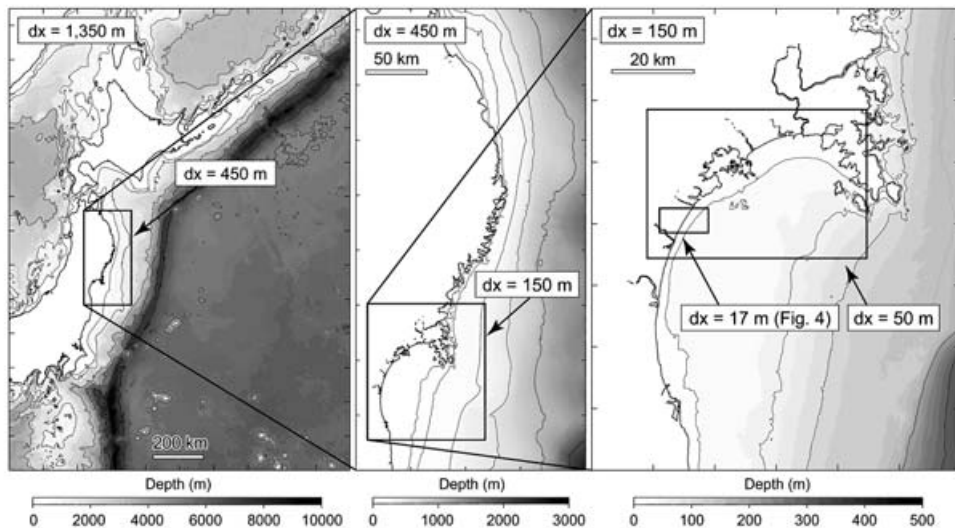 dx = 1,350 m
dx = 450 m
200 km
dx = 450 m
50 km
dx = 150 m
dx = 150 m
20 km
dx = 17 m (Fig. 4)
dx = 50 m
Depth (m)
0 2000 4000 6000 8000 10000
Depth (m)
0 1000 2000 3000
Depth (m)
0 100 200 300 400 500